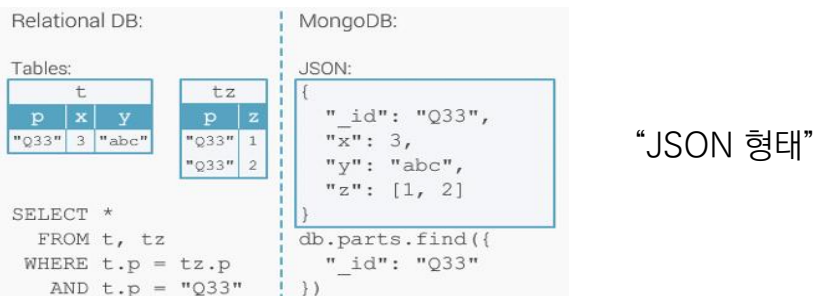 Relational DB:
Tables:
t
p x y
"Q33" 3 "abc"
tz
p z
"Q33" 1
"Q33" 2
SELECT *
FROM t, tz
WHERE t.p = tz.p
AND t.p = "Q33"
MongoDB:
JSON:
{
"_id": "Q33",
"x": 3,
"y": "abc",
"z": [1, 2]
}
db.parts.find({
"_id": "Q33"
})
“JSON 형태”